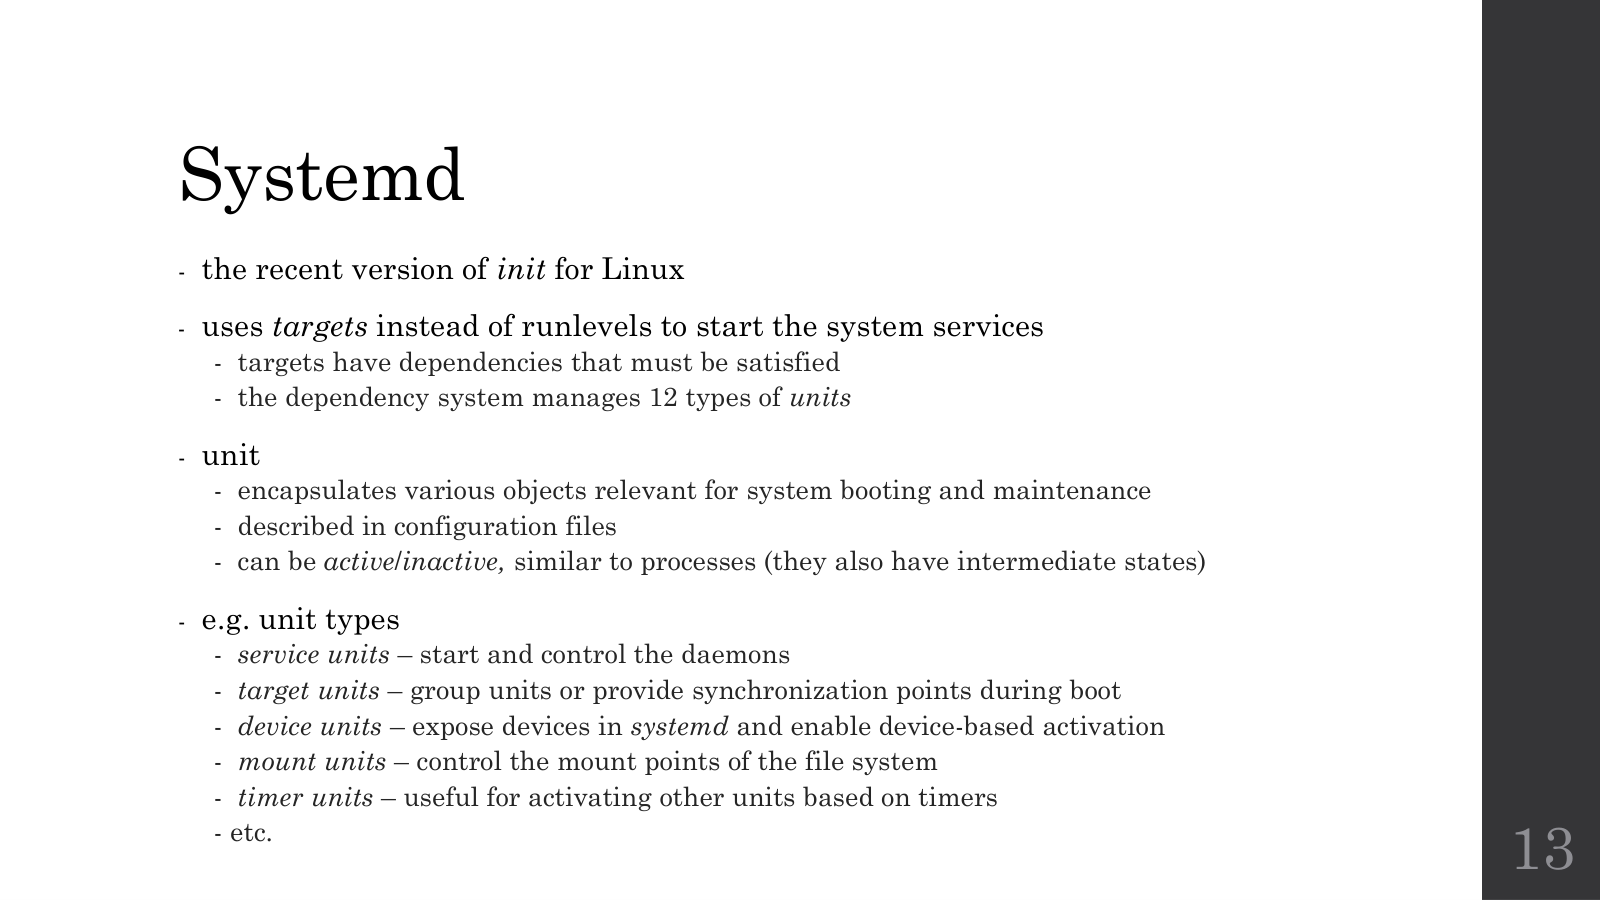 Systemd
- the recent version of init for Linux
- uses targets instead of runlevels to start the system services
- targets have dependencies that must be satisfied
- the dependency system manages 12 types of units
- unit
- encapsulates various objects relevant for system booting and maintenance
- described in configuration files
- can be active/inactive, similar to processes (they also have intermediate states)
- e.g. unit types
- service units – start and control the daemons
- target units – group units or provide synchronization points during boot
- device units – expose devices in systemd and enable device-based activation
- mount units – control the mount points of the file system
- timer units – useful for activating other units based on timers
- etc.
13